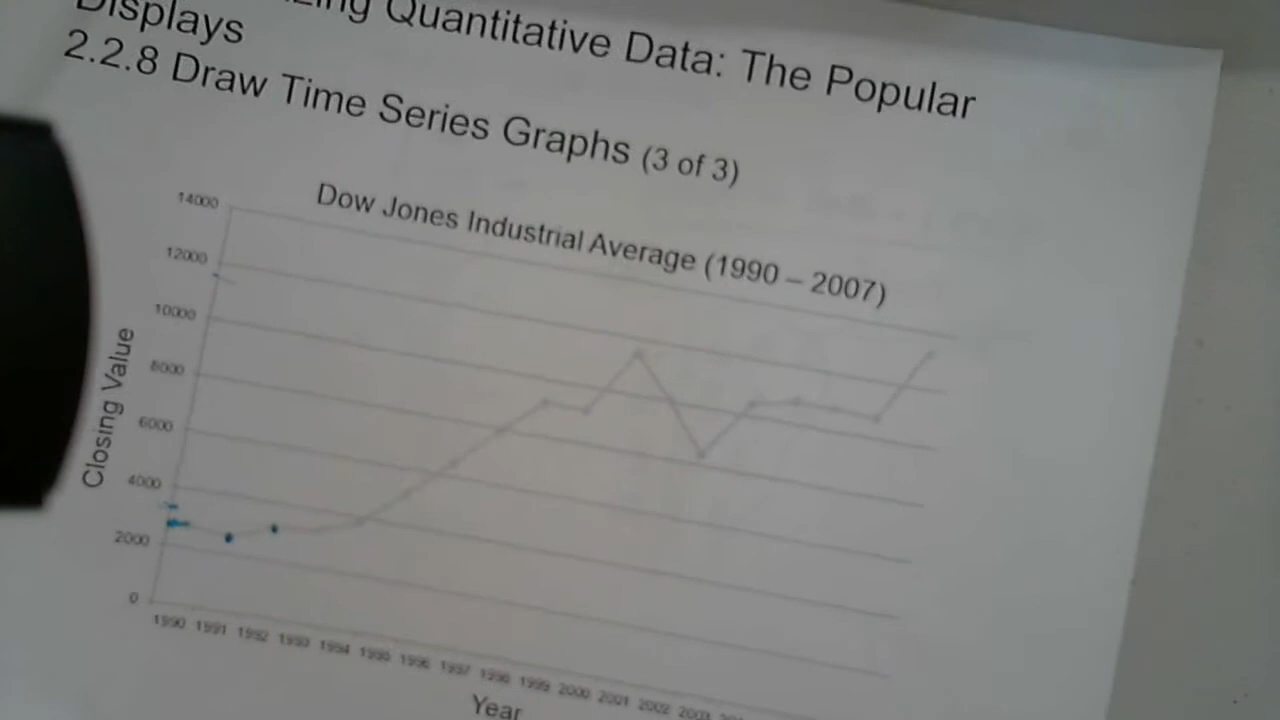 Quantitative Data: The Popular
Displays
2.2.8 Draw Time Series Graphs (3 of 3)
Dow Jones Industrial Average (1990 – 2007)
14000
12000
10000
8000
6000
4000
2000
0
Closing Value
1990 1991 1992 1993 1994 1995 1996 1997 1998 1999 2000 2001 2002 2003
Year